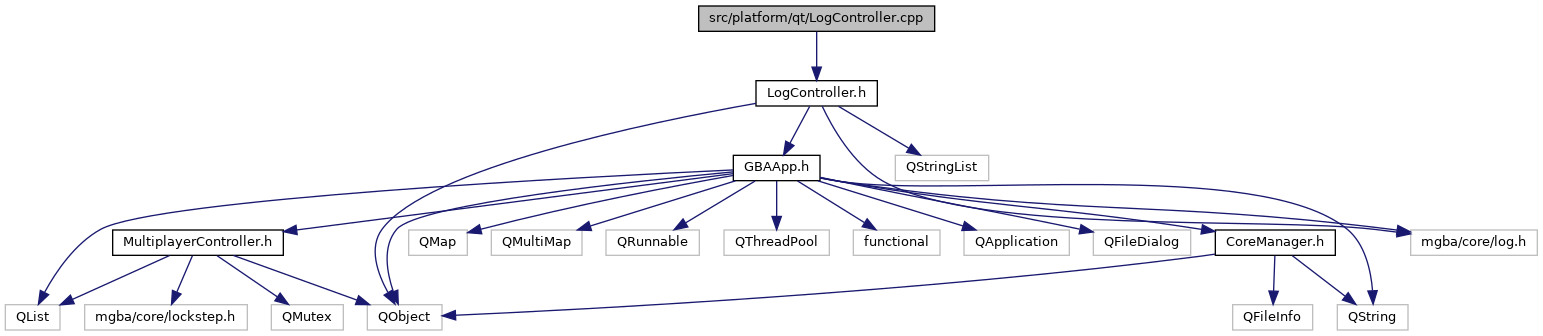 src/platform/qt/LogController.cpp
LogController.h
GBAApp.h
QStringList
MultiplayerController.h
QMap
QMultiMap
QRunnable
QThreadPool
functional
QApplication
QFileDialog
CoreManager.h
mgba/core/log.h
QList
mgba/core/lockstep.h
QMutex
QObject
QFileInfo
QString